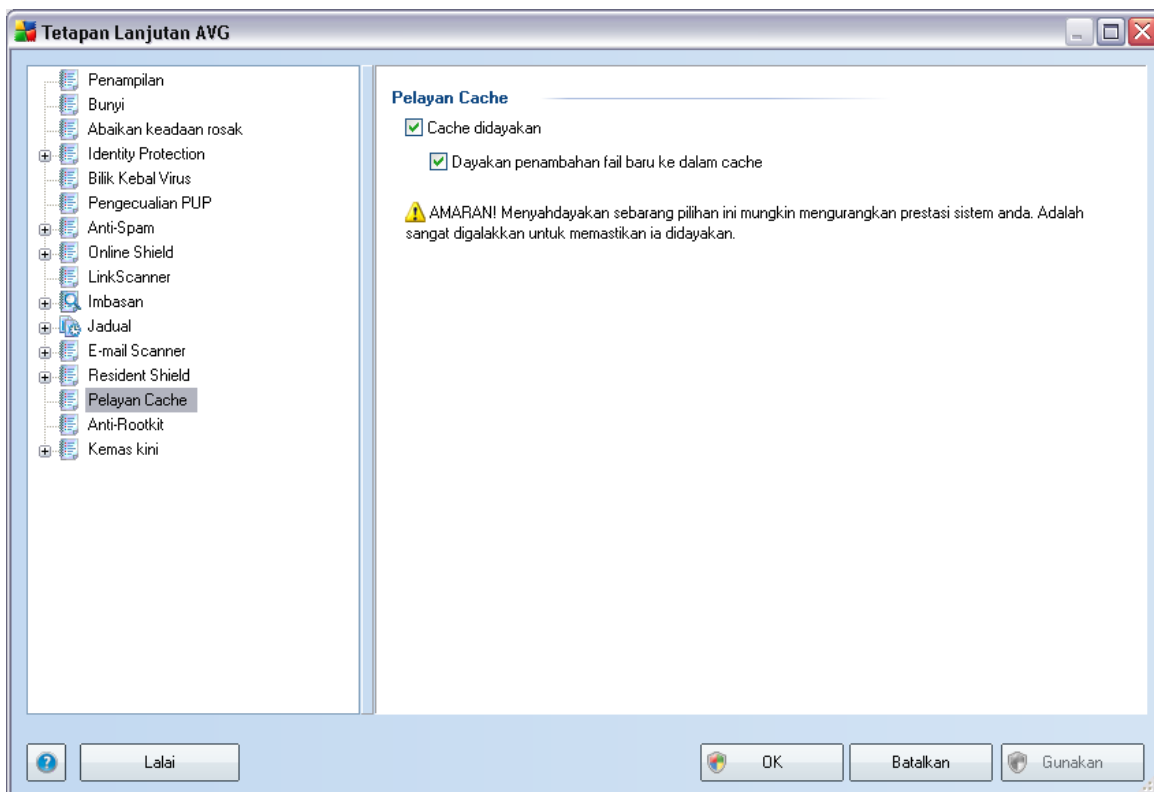 Tetapan Lanjutan AVG
Penampilan
Bunyi
Abaikan keadaan rosak
Identity Protection
Bilik Kebal Virus
Pengecualian PUP
Anti-Spam
Online Shield
LinkScanner
Imbasan
Jadual
E-mail Scanner
Resident Shield
Pelayan Cache
Anti-Rootkit
Kemas kini
Pelayan Cache
Cache didayakan
Dayakan penambahan fail baru ke dalam cache
AMARAN! Menyahdayakan sebarang pilihan ini mungkin mengurangkan prestasi sistem anda. Adalah
sangat digalakkan untuk memastikan ia didayakan.
Lalai
OK
Batalkan
Gunakan